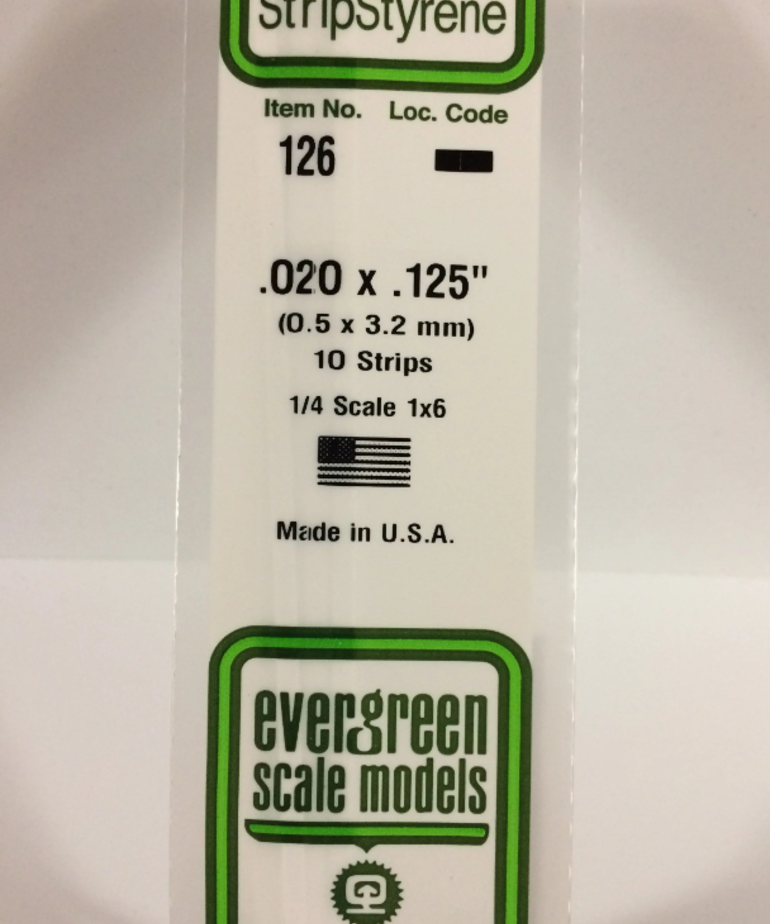 StripStyrene
Item No. Loc. Code
126
.020 x .125"
(0.5 x 3.2 mm)
10 Strips
1/4 Scale 1x6
Made in U.S.A.
evergreen
scale models